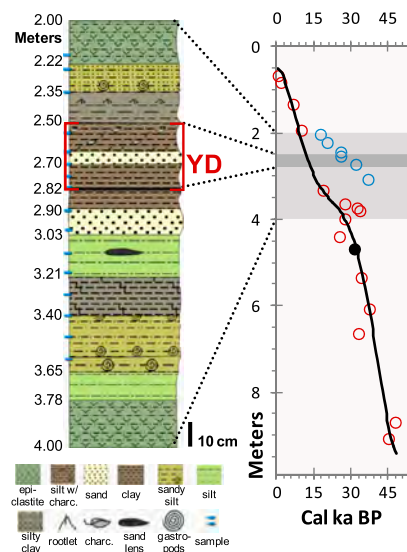 2.00
Meters
2.22
2.35
2.50
2.70
YD
2.82
2.90
3.03
3.21
3.40
3.65
3.78
4.00
10 cm
epi-
clastite
silt w/
charc.
sand
clay
sandy
silt
silt
silty
clay
rootlet
charc.
sand
lens
gastro-
pods
sample
0 15 30 45
Cal ka BP
0
2
4
6
8
Meters